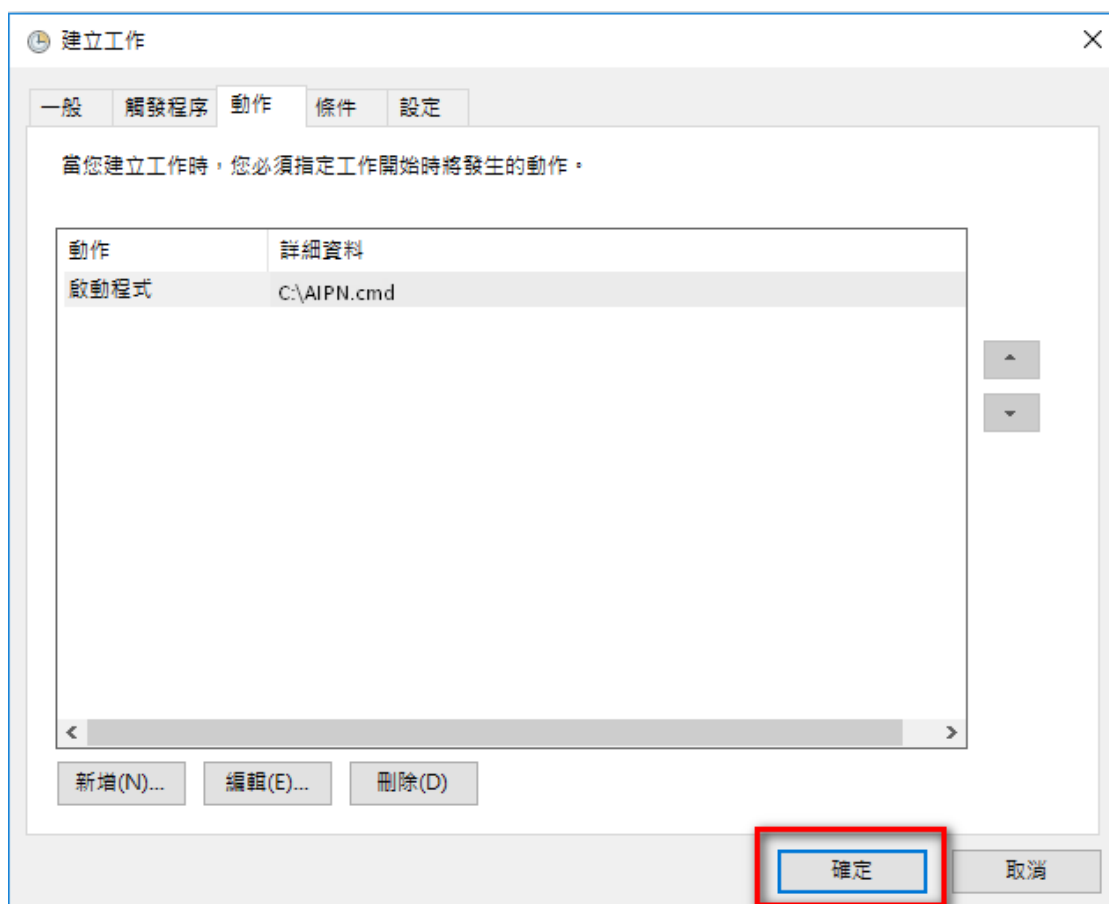 建立工作
一般 觸發程序 動作 條件 設定
當您建立工作時，您必須指定工作開始時將發生的動作。
動作 詳細資料
啟動程式 C:\AIPN.cmd
新增(N)... 編輯(E)... 刪除(D)
確定 取消